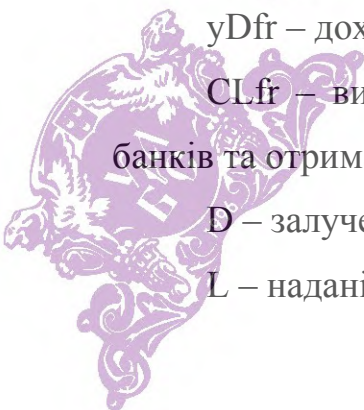 yDfr – дох
CLfr – ви
банків та отрим
D – залуче
L – надані